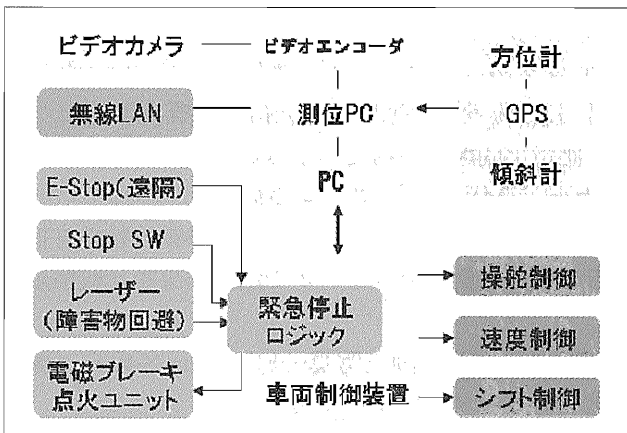 ビデオカメラ
ビデオエンコーダ
方位計
無線LAN
測位PC
GPS
E-Stop(遠隔)
PC
傾斜計
Stop SW
レーザー
(障害物回避)
緊急停止
ロジック
操舵制御
速度制御
電磁ブレーキ
点火ユニット
車両制御装置
シフト制御